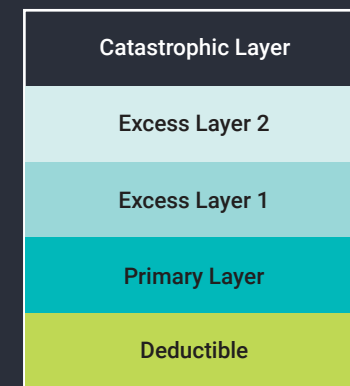 Catastrophic Layer
Excess Layer 2
Excess Layer 1
Primary Layer
Deductible